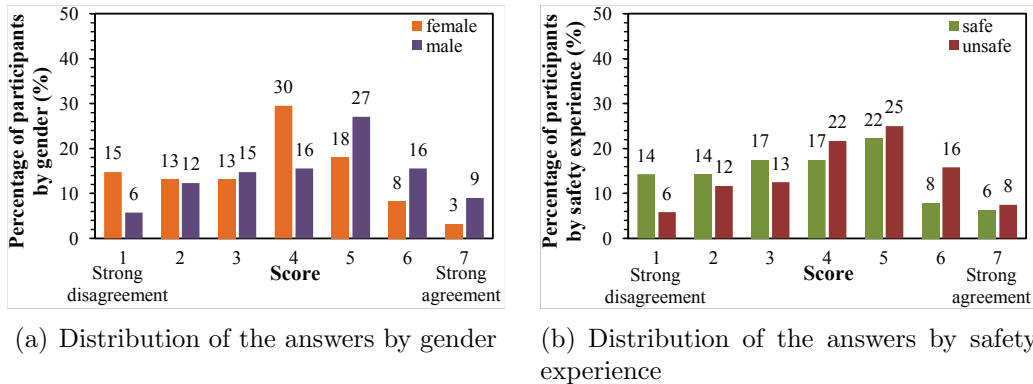 Percentage of participants
by gender (%)
50
40
30
20
10
0
female
male
15
6
13
12
13
15
30
16
18
27
8
16
3
9
1 2 3 4 5 6 7
Strong
disagreement
Score
Strong
agreement
(a) Distribution of the answers by gender
Percentage of participants
by safety experience (%)
50
40
30
20
10
0
safe
unsafe
14
6
14
12
17
13
17
22
22
25
8
16
6
8
1 2 3 4 5 6 7
Strong
disagreement
Score
Strong
agreement
(b) Distribution of the answers by safety
experience